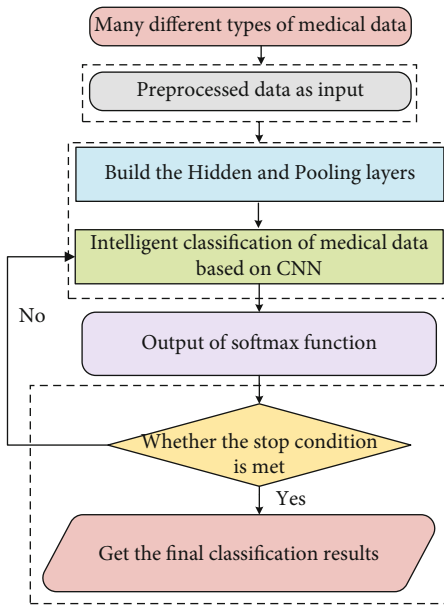 Many different types of medical data
Preprocessed data as input
Build the Hidden and Pooling layers
Intelligent classification of medical data
based on CNN
No
Output of softmax function
Whether the stop condition
is met
Yes
Get the final classification results